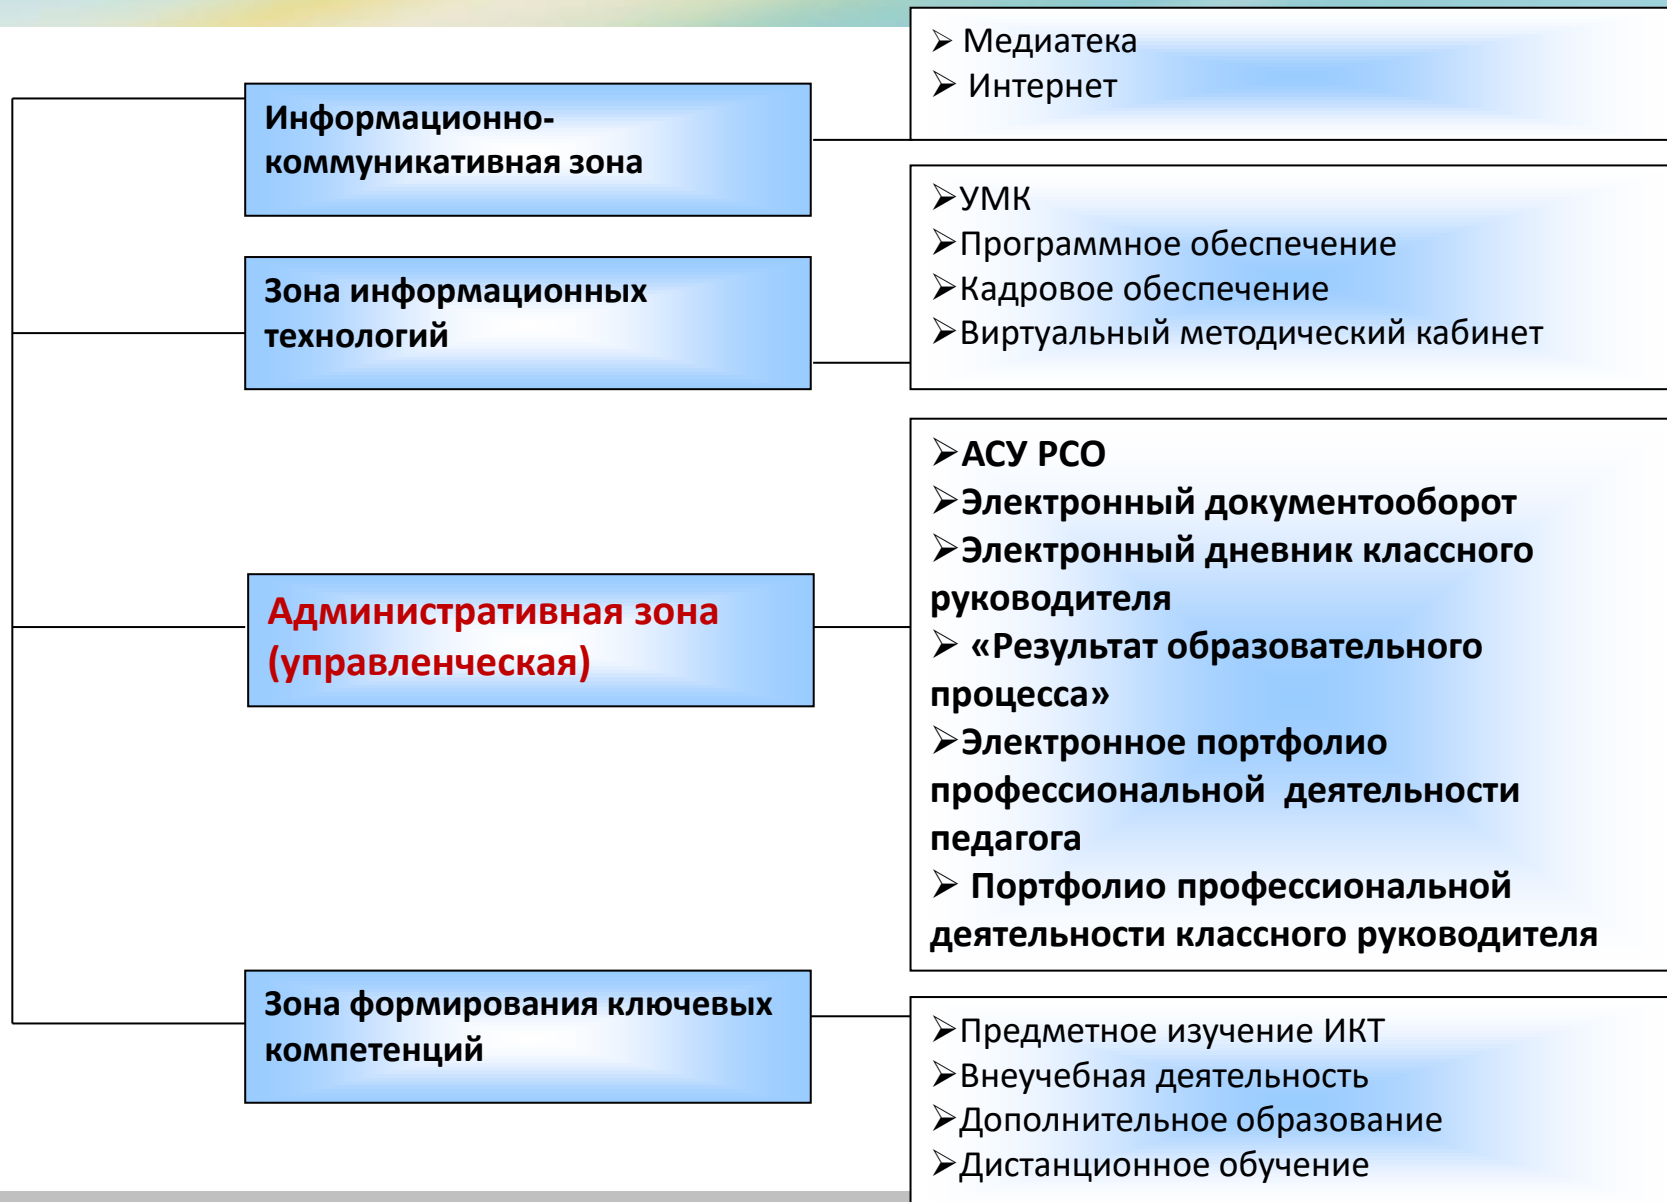 Информационно-
коммуникативная зона
➢ Медиатека
➢ Интернет
Зона информационных
технологий
➢УМК
➢Программное обеспечение
➢Кадровое обеспечение
➢Виртуальный методический кабинет
Административная зона
(управленческая)
➢АСУ РСО
➢Электронный документооборот
➢Электронный дневник классного
руководителя
➢ «Результат образовательного
процесса»
➢Электронное портфолио
профессиональной деятельности
педагога
➢ Портфолио профессиональной
деятельности классного руководителя
Зона формирования ключевых
компетенций
➢Предметное изучение ИКТ
➢Внеучебная деятельность
➢Дополнительное образование
➢Дистанционное обучение